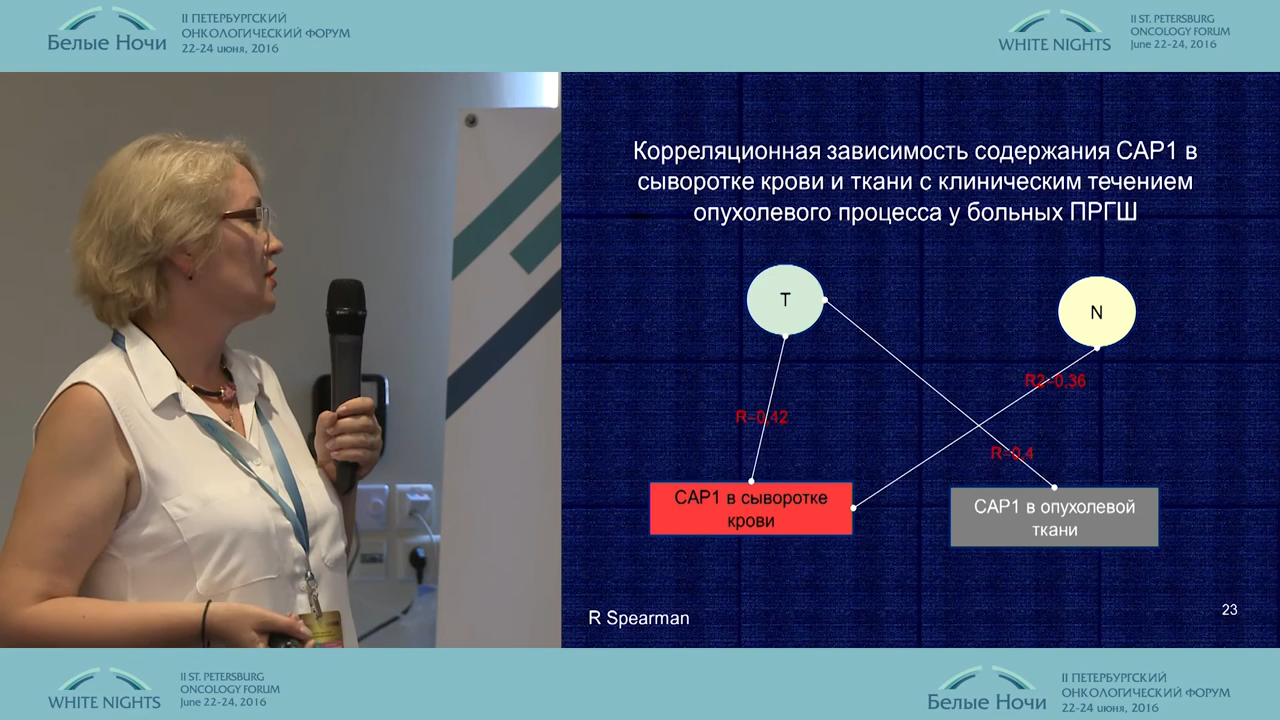 II ПЕТЕРБУРГСКИЙ
ОНКОЛОГИЧЕСКИЙ ФОРУМ
Белые Ночи
22-24 июня, 2016
II ST. PETERSBURG
ONCOLOGY FORUM
WHITE NIGHTS
June 22-24, 2016
Корреляционная зависимость содержания САР1 в
сыворотке крови и ткани с клиническим течением
опухолевого процесса у больных ПРГШ
T
N
R2=0,36
R=0,42
R=0,4
САР1 в сыворотке
крови
САР1 в опухолевой
ткани
R Spearman
23
II ST. PETERSBURG
ONCOLOGY FORUM
WHITE NIGHTS
June 22-24, 2016
II ПЕТЕРБУРГСКИЙ
ОНКОЛОГИЧЕСКИЙ ФОРУМ
Белые Ночи
22-24 июня, 2016